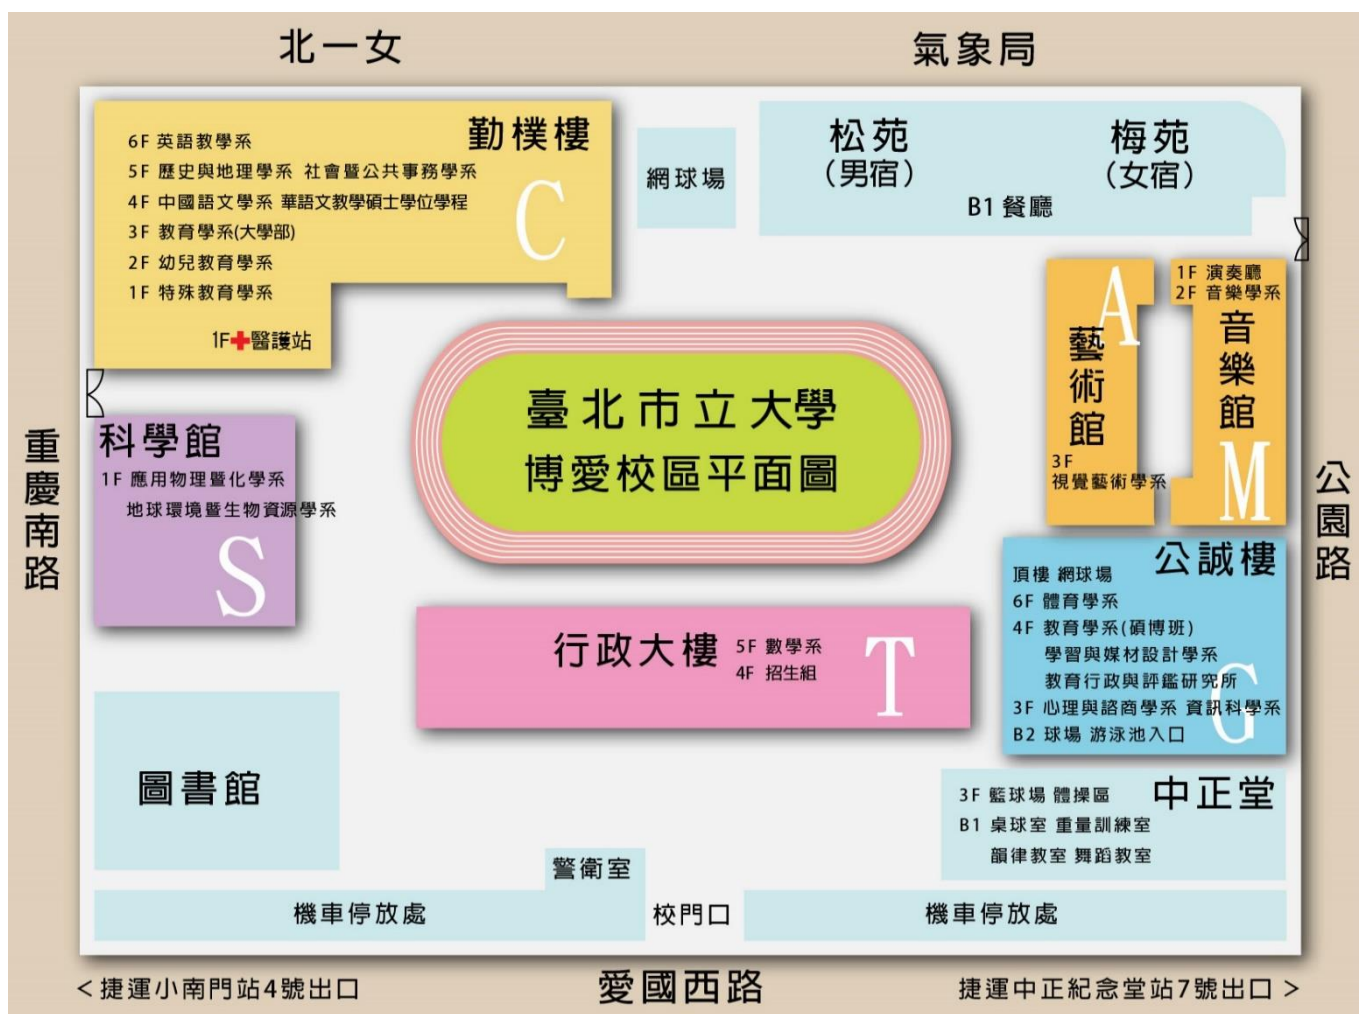 北一女
氣象局
勤樸樓
6F 英語教學系
5F 歷史與地理學系 社會暨公共事務學系
4F 中國語文學系 華語文教學碩士學位學程
3F 教育學系(大學部)
2F 幼兒教育學系
1F 特殊教育學系
C
1F✚醫護站
網球場
松苑
(男宿)
梅苑
(女宿)
B1 餐廳
A
藝術館
3F
視覺藝術學系
1F 演奏廳
2F 音樂學系
音樂館
M
臺北市立大學
博愛校區平面圖
重慶南路
公園路
科學館
1F 應用物理暨化學系
地球環境暨生物資源學系
S
公誠樓
頂樓 網球場
6F 體育學系
4F 教育學系(碩博班)
學習與媒材設計學系
教育行政與評鑑研究所
3F 心理與諮商學系 資訊科學系
B2 球場 游泳池入口
G
行政大樓
5F 數學系
4F 招生組
T
圖書館
中正堂
3F 籃球場 體操區
B1 桌球室 重量訓練室
韻律教室 舞蹈教室
警衛室
機車停放處
校門口
機車停放處
<捷運小南門站4號出口
愛國西路
捷運中正紀念堂站7號出口>